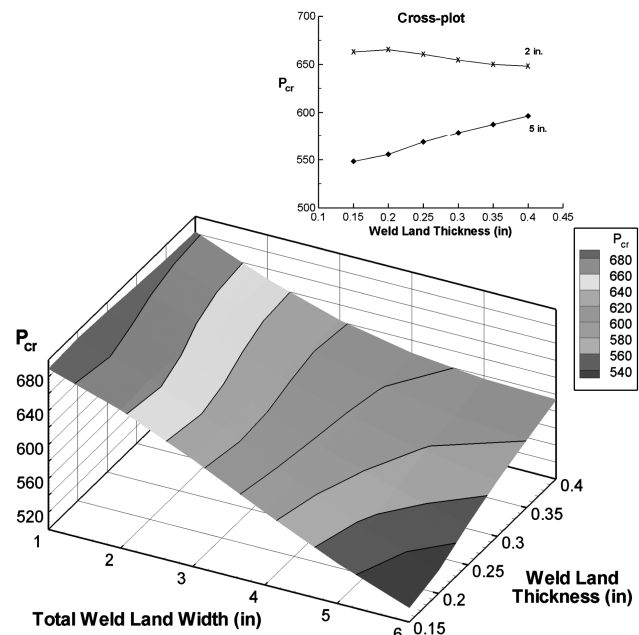 Cross-plot
700
650
600
550
500
P_cr
2 in.
5 in.
0.1 0.15 0.2 0.25 0.3 0.35 0.4 0.45
Weld Land Thickness (in)
P_cr
680
660
640
620
600
580
560
540
P_cr
680
640
600
560
520
1 2 3 4 5 6
Total Weld Land Width (in)
0.4
0.35
0.3
0.25
0.2
0.15
Weld Land
Thickness (in)